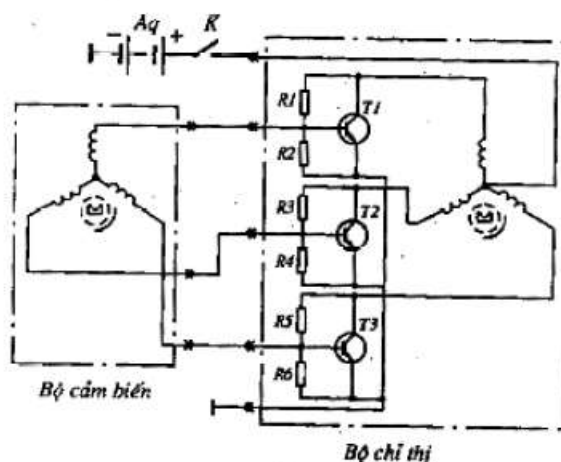 - Aq + K
R1
T1
R2
R3
T2
R4
R5
T3
R6
Bộ cảm biến
Bộ chỉ thị